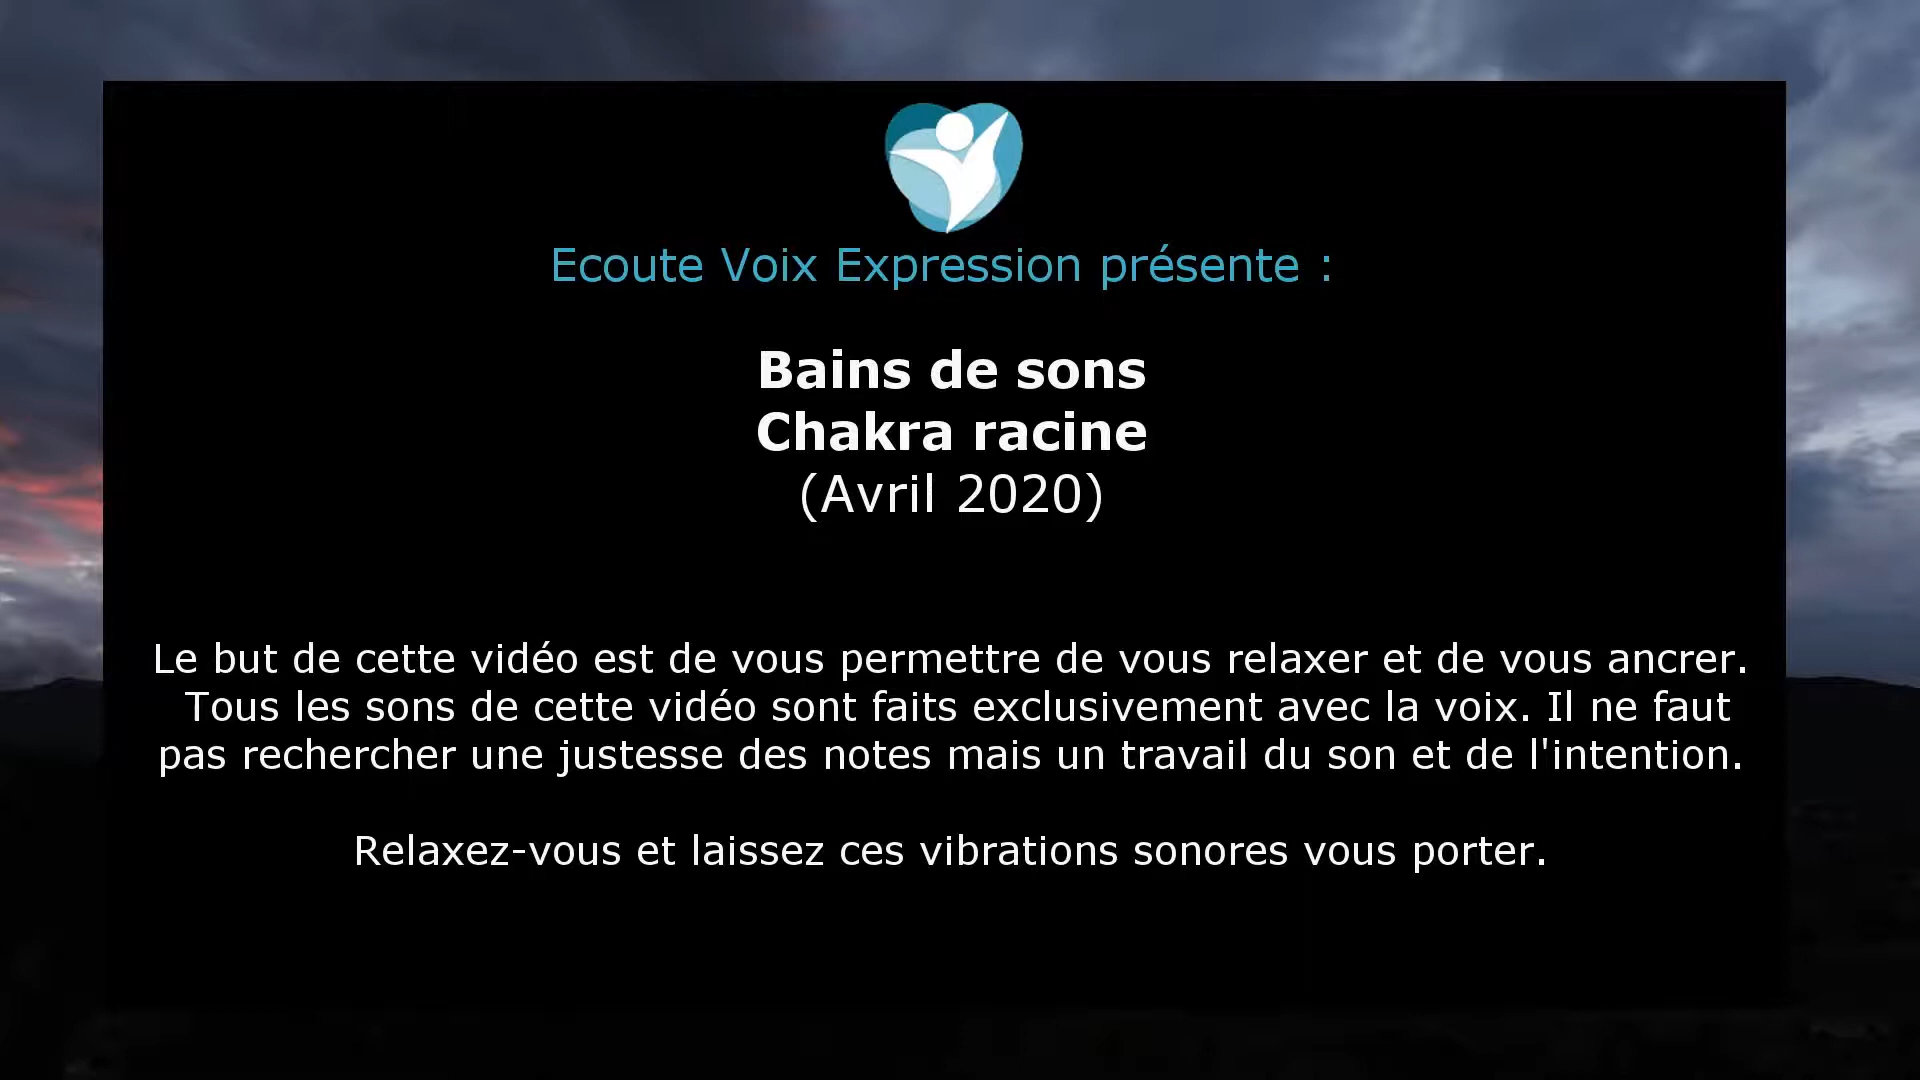 Ecoute Voix Expression présente :
Bains de sons
Chakra racine
(Avril 2020)
Le but de cette vidéo est de vous permettre de vous relaxer et de vous ancrer.
Tous les sons de cette vidéo sont faits exclusivement avec la voix. Il ne faut
pas rechercher une justesse des notes mais un travail du son et de l'intention.
Relaxez-vous et laissez ces vibrations sonores vous porter.